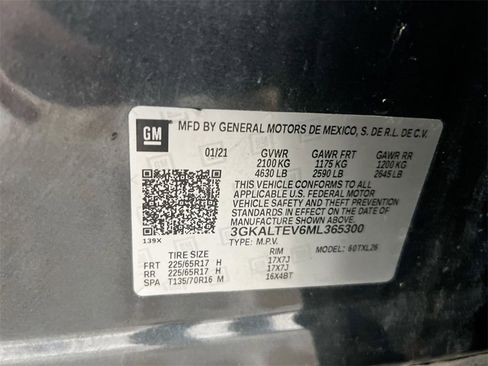 GM MFD BY GENERAL MOTORS DE MEXICO, S. DE R.L. DE C.V.
01/21 GVWR GAWR FRT GAWR RR
2100 KG 1175 KG 1200 KG
4630 LB 2590 LB 2645 LB
THIS VEHICLE CONFORMS TO ALL
APPLICABLE U.S. FEDERAL MOTOR
VEHICLE SAFETY, BUMPER, AND THEFT
PREVENTION STANDARDS IN EFFECT ON
THE DATE OF MANUFACTURE
SHOWN ABOVE.
3GKALTEV6ML365300
139X TYPE: M.P.V. 60TXL26
TIRE SIZE RIM
FRT 225/65R17 H 17X7J
RR 225/65R17 H 17X7J
SPA T135/70R16 M 16X4BT